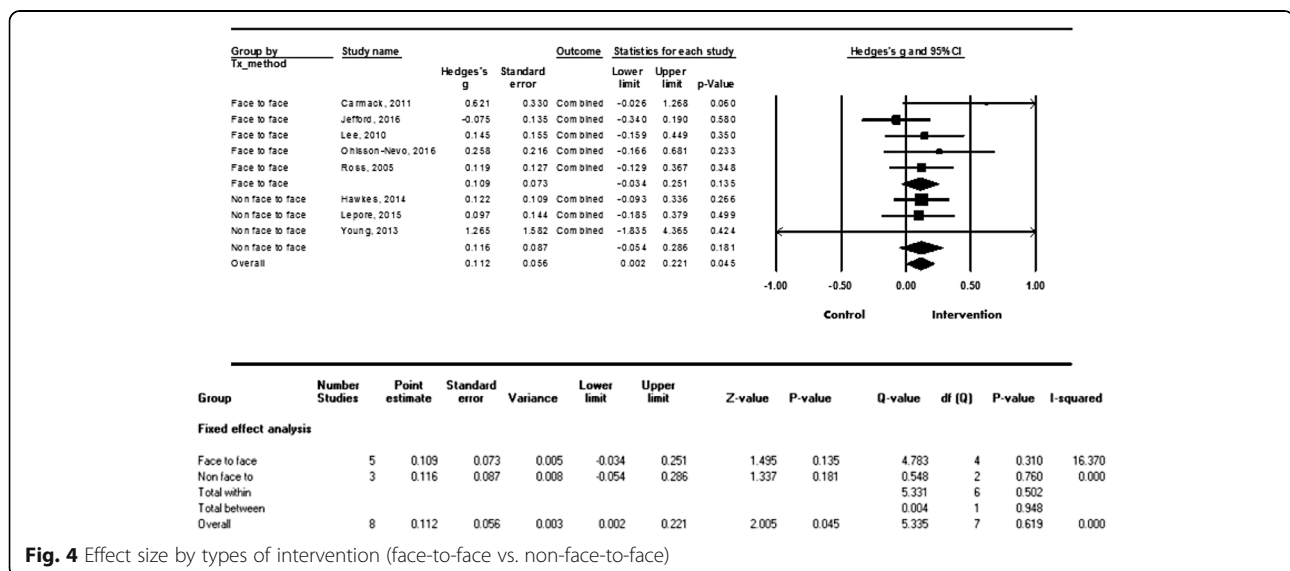 Group by Study name Outcome Statistics for each study Hedges's g and 95% CI
Tx_method
Hedges's Standard Lower Upper
g error limit limit p-Value
Face to face Carmack, 2011 0.621 0.330 Combined -0.026 1.268 0.060
Face to face Jefford, 2016 -0.075 0.135 Combined -0.340 0.190 0.580
Face to face Lee, 2010 0.145 0.155 Combined -0.159 0.449 0.350
Face to face Ohlsson-Nevo, 2016 0.258 0.216 Combined -0.166 0.681 0.233
Face to face Ross, 2005 0.119 0.127 Combined -0.129 0.367 0.348
Face to face 0.109 0.073 -0.034 0.251 0.135
Non face to face Hawkes, 2014 0.122 0.109 Combined -0.093 0.336 0.266
Non face to face Lepore, 2015 0.097 0.144 Combined -0.185 0.379 0.499
Non face to face Young, 2013 1.265 1.582 Combined -1.835 4.365 0.424
Non face to face 0.116 0.087 -0.054 0.286 0.181
Overall 0.112 0.056 0.002 0.221 0.045
-1.00 -0.50 0.00 0.50 1.00
Control Intervention
Number Point Standard Lower Upper
Group Studies estimate error Variance limit limit Z-value P-value Q-value df (Q) P-value I-squared
Fixed effect analysis
Face to face 5 0.109 0.073 0.005 -0.034 0.251 1.495 0.135 4.783 4 0.310 16.370
Non face to 3 0.116 0.087 0.008 -0.054 0.286 1.337 0.181 0.548 2 0.760 0.000
Total within 5.331 6 0.502
Total between 0.004 1 0.948
Overall 8 0.112 0.056 0.003 0.002 0.221 2.005 0.045 5.335 7 0.619 0.000
Fig. 4 Effect size by types of intervention (face-to-face vs. non-face-to-face)